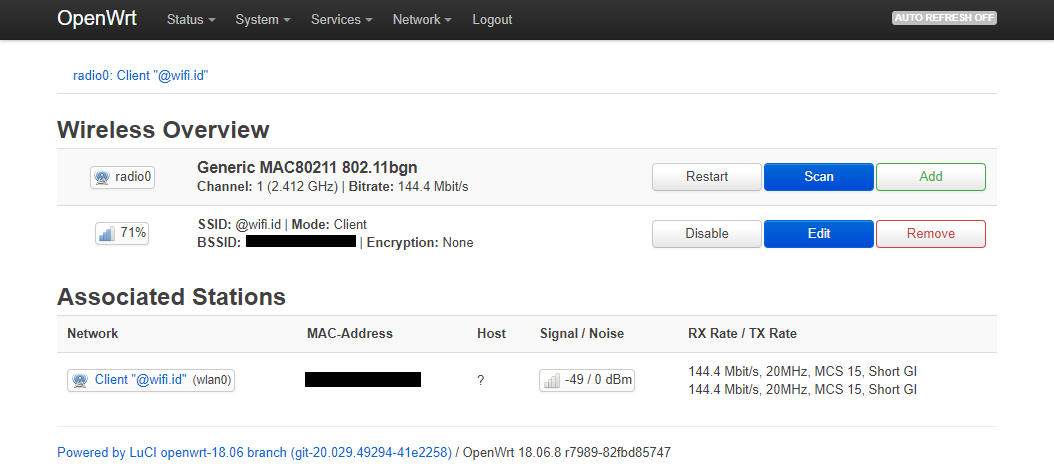 OpenWrt Status System Services Network Logout AUTO REFRESH OFF
radio0: Client "@wifi.id"
Wireless Overview
radio0
Generic MAC80211 802.11bgn
Channel: 1 (2.412 GHz) | Bitrate: 144.4 Mbit/s
Restart Scan Add
71%
SSID: @wifi.id | Mode: Client
BSSID: | Encryption: None
Disable Edit Remove
Associated Stations
Network MAC-Address Host Signal / Noise RX Rate / TX Rate
Client "@wifi.id" (wlan0) ? -49 / 0 dBm
144.4 Mbit/s, 20MHz, MCS 15, Short GI
144.4 Mbit/s, 20MHz, MCS 15, Short GI
Powered by LuCI openwrt-18.06 branch (git-20.029.49294-41e2258) / OpenWrt 18.06.8 r7989-82fbd85747